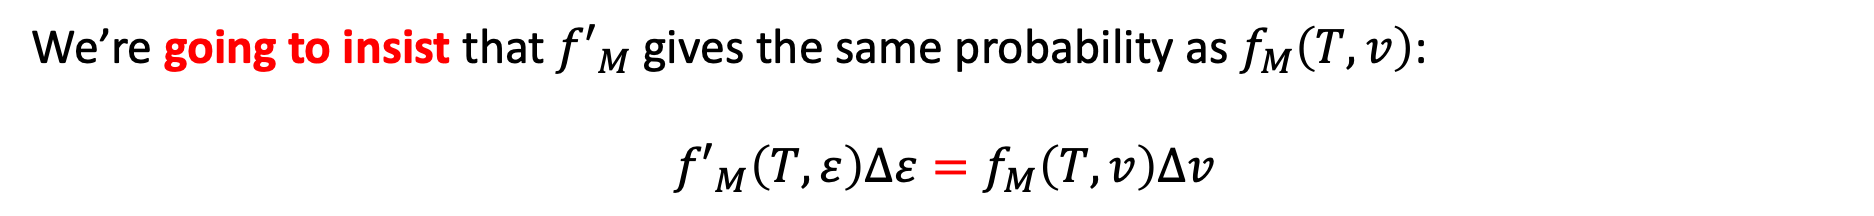 We're going to insist that f'_M gives the same probability as f_M(T, v):
f'_M(T, ε)Δε = f_M(T, v)Δv